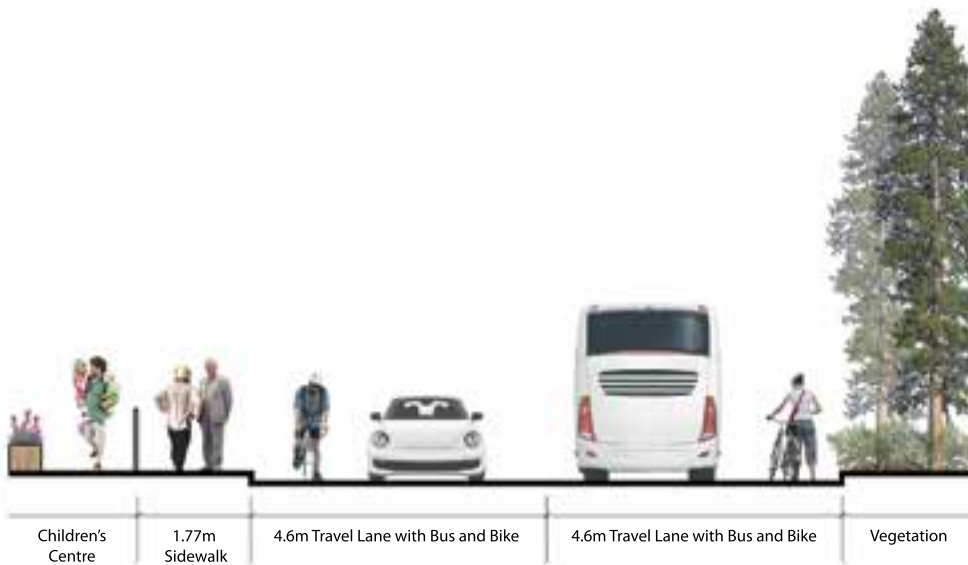 Children's
Centre
1.77m
Sidewalk
4.6m Travel Lane with Bus and Bike
4.6m Travel Lane with Bus and Bike
Vegetation